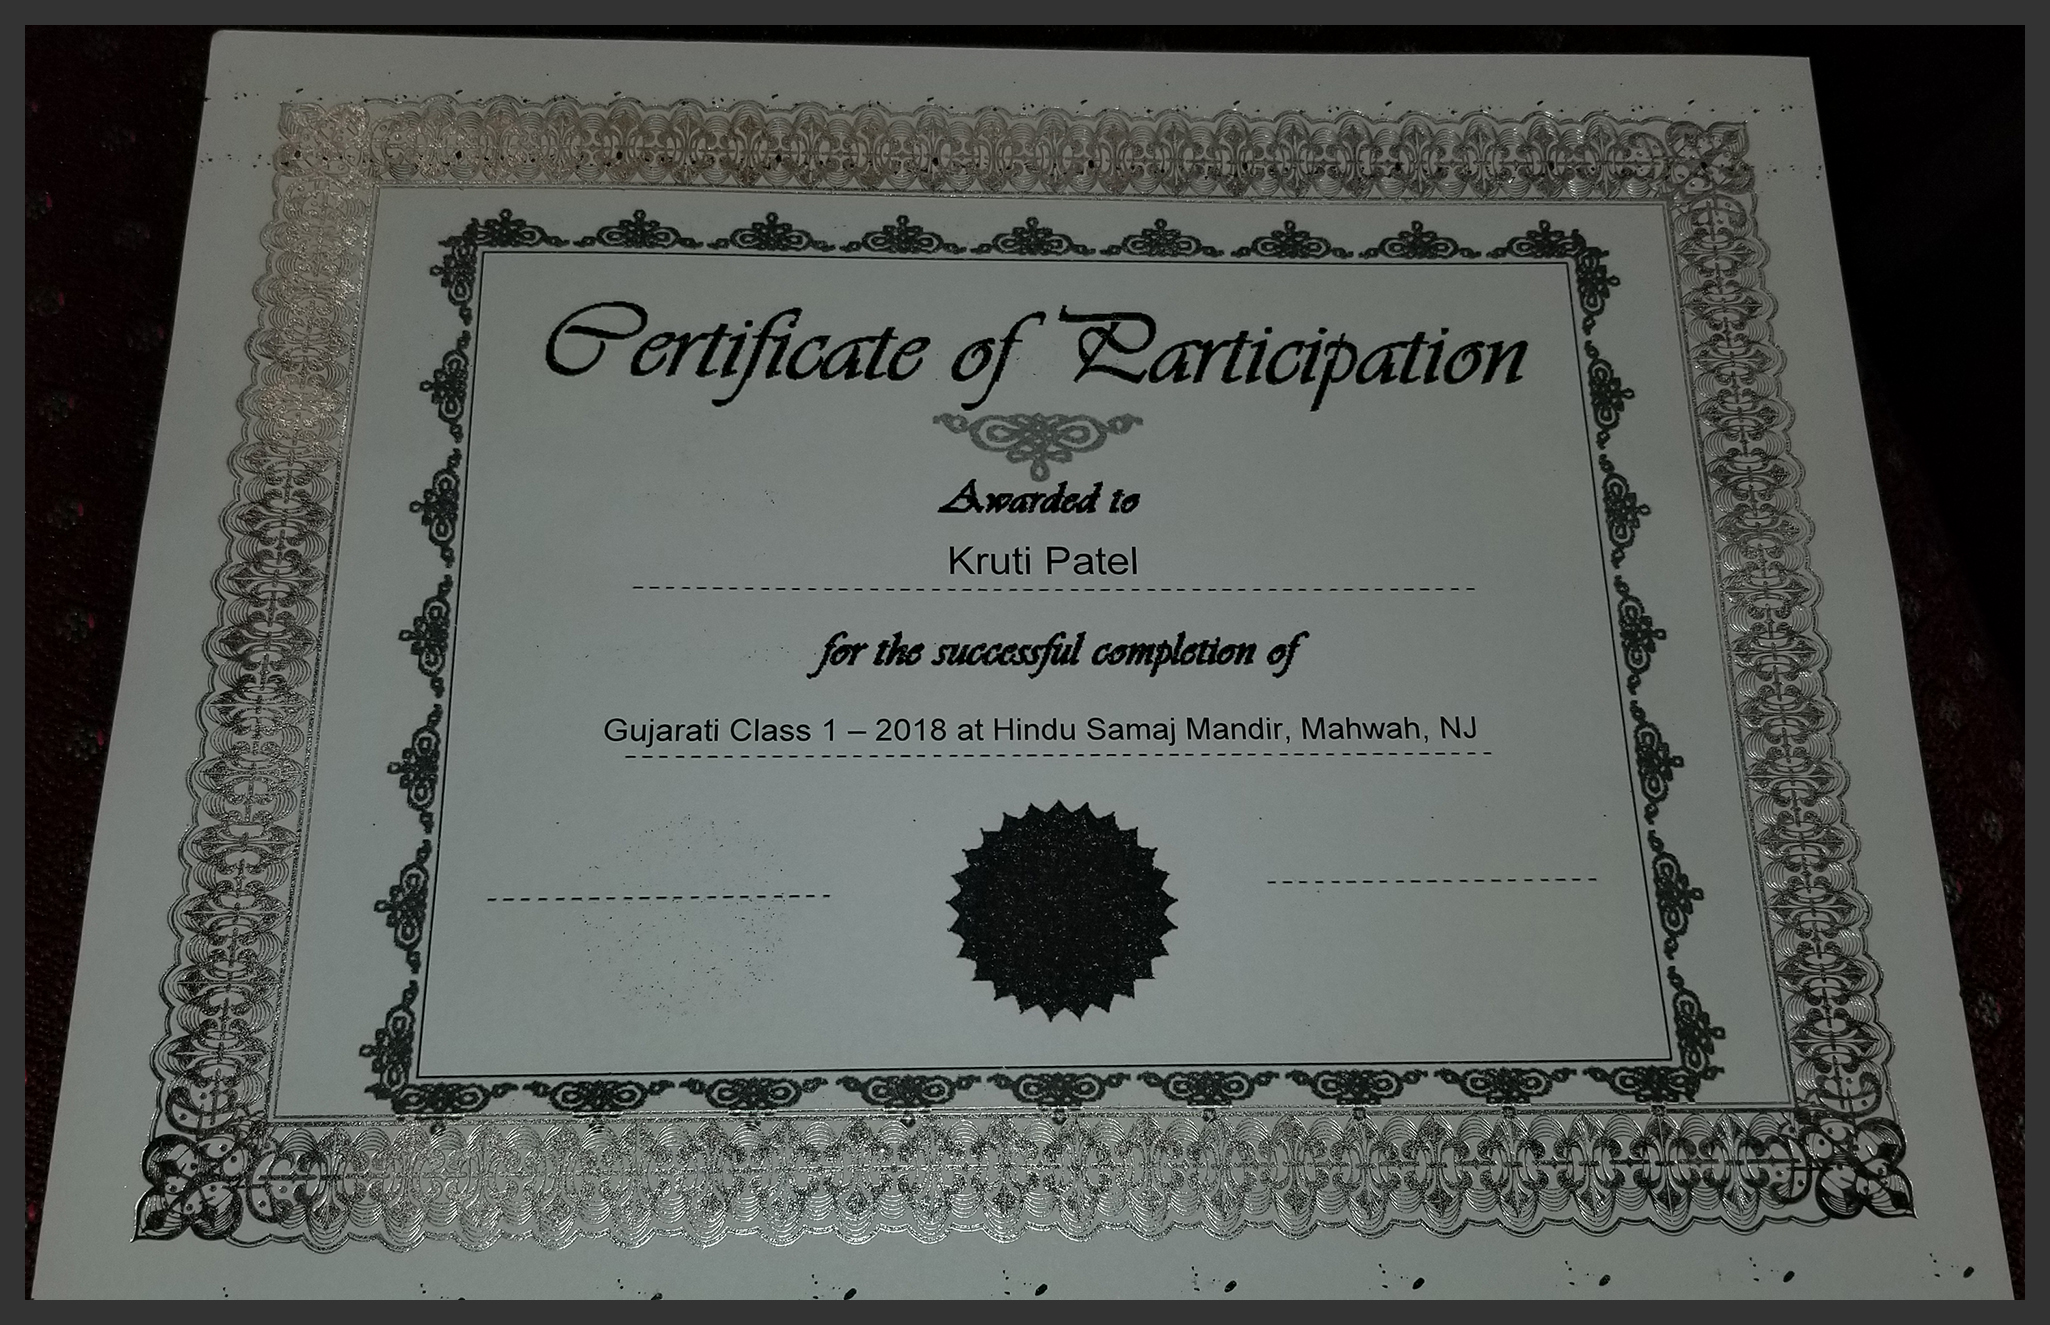 Certificate of Participation
Awarded to
Kruti Patel
for the successful completion of
Gujarati Class 1 – 2018 at Hindu Samaj Mandir, Mahwah, NJ